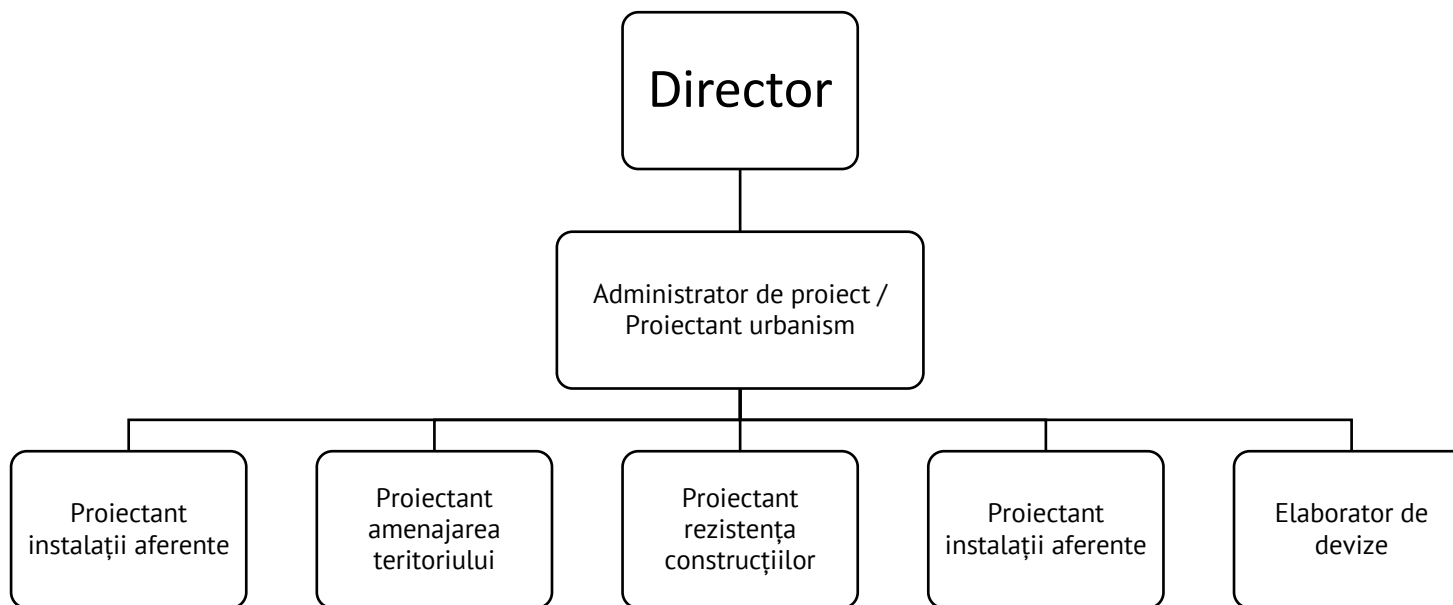 Director
Administrator de proiect /
Proiectant urbanism
Proiectant
instalații aferente
Proiectant
amenajarea
teritoriului
Proiectant
rezistența
construcțiilor
Proiectant
instalații aferente
Elaborator de
devize